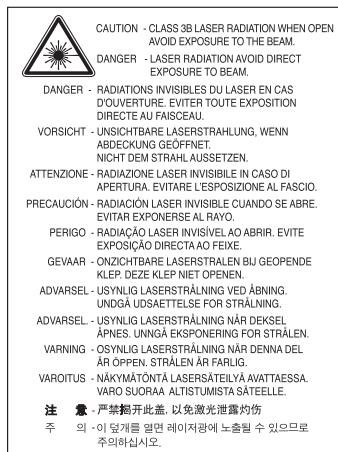 CAUTION - CLASS 3B LASER RADIATION WHEN OPEN
AVOID EXPOSURE TO THE BEAM.
DANGER - LASER RADIATION AVOID DIRECT
EXPOSURE TO BEAM.
DANGER - RADIATIONS INVISIBLES DU LASER EN CAS
D'OUVERTURE. EVITER TOUTE EXPOSITION
DIRECTE AU FAISCEAU.
VORSICHT - UNSICHTBARE LASERSTRAHLUNG, WENN
ABDECKUNG GEÖFFNET.
NICHT DEM STRAHL AUSSETZEN.
ATTENZIONE - RADIAZIONE LASER INVISIBILE IN CASO DI
APERTURA. EVITARE L'ESPOSIZIONE AL FASCIO.
PRECAUCIÓN - RADIACIÓN LASER INVISIBLE CUANDO SE ABRE.
EVITAR EXPONERSE AL RAYO.
PERIGO - RADIAÇÃO LASER INVISÍVEL AO ABRIR. EVITE
EXPOSIÇÃO DIRECTA AO FEIXE.
GEVAAR - ONZICHTBARE LASERSTRALEN BIJ GEOPENDE
KLEP. DEZE KLEP NIET OPENEN.
ADVARSEL - USYNLIG LASERSTRÅLNING VED ÅBNING.
UNDGÅ UDSAETTELSE FOR STRÅLNING.
ADVARSEL. - USYNLIG LASERSTRÅLNING NÅR DEKSEL
ÅPNES. UNNGÅ EKSPONERING FOR STRÅLEN.
VARNING - OSYNLIG LASERSTRÅLNING NÄR DENNA DEL
ÄR ÖPPEN. STRÅLEN ÄR FARLIG.
VAROITUS - NÄKYMÄTÖNTÄ LASERSÄTEILYÄ AVATTAESSA.
VARO SUORAA ALTISTUMISTA SÄTEELLE.
注 意 - 严禁揭开此盖, 以免激光泄露灼伤
주 의 - 이 덮개를 열면 레이저광에 노출될 수 있으므로
주의하십시오.